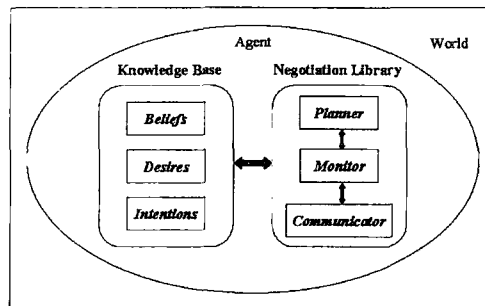 Agent World
Knowledge Base Negotiation Library
Beliefs
Desires
Intentions
Planner
Monitor
Communicator